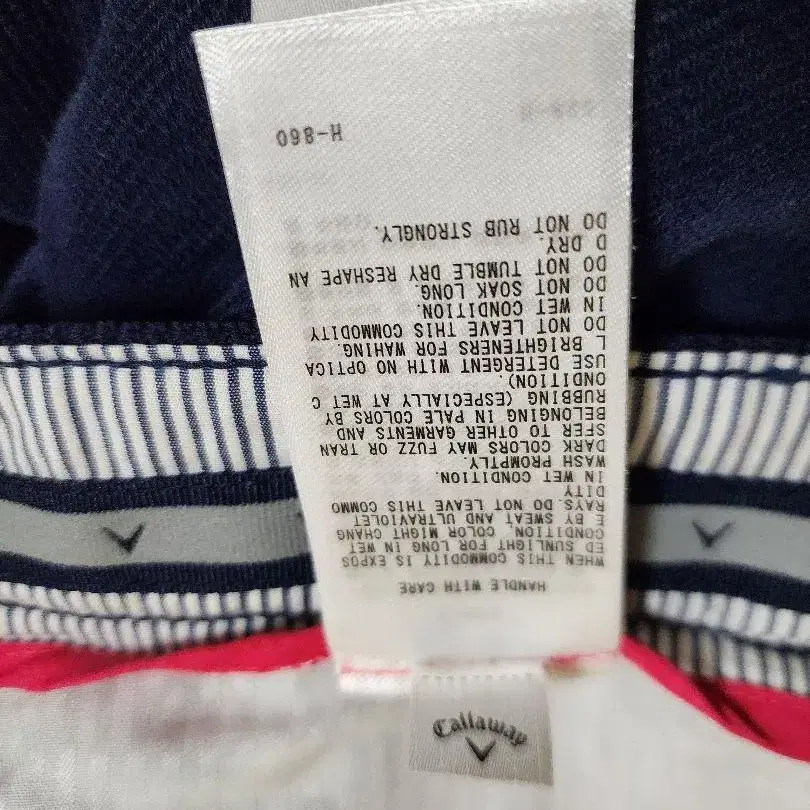 HANDLE WITH CARE
WHEN THIS COMMODITY IS EXPOS
ED SUNLIGHT FOR LONG IN WET
CONDITION, COLOR MIGHT CHANG
E BY SWEAT AND ULTRAVIOLET
RAYS. DO NOT LEAVE THIS COMMO
DITY
IN WET CONDITION.
WASH PROMPTLY.
DARK COLORS MAY FUZZ OR TRAN
SFER TO OTHER GARMENTS AND
BELONGING IN PALE COLORS BY
RUBBING (ESPECIALLY AT WET C
ONDITION).
USE DETERGENT WITH NO OPTICA
L BRIGHTENERS FOR WAHING.
DO NOT LEAVE THIS COMMODITY
IN WET CONDITION.
DO NOT SOAK LONG.
DO NOT TUMBLE DRY RESHAPE AN
D DRY.
DO NOT RUB STRONGLY.
H-860
Callaway